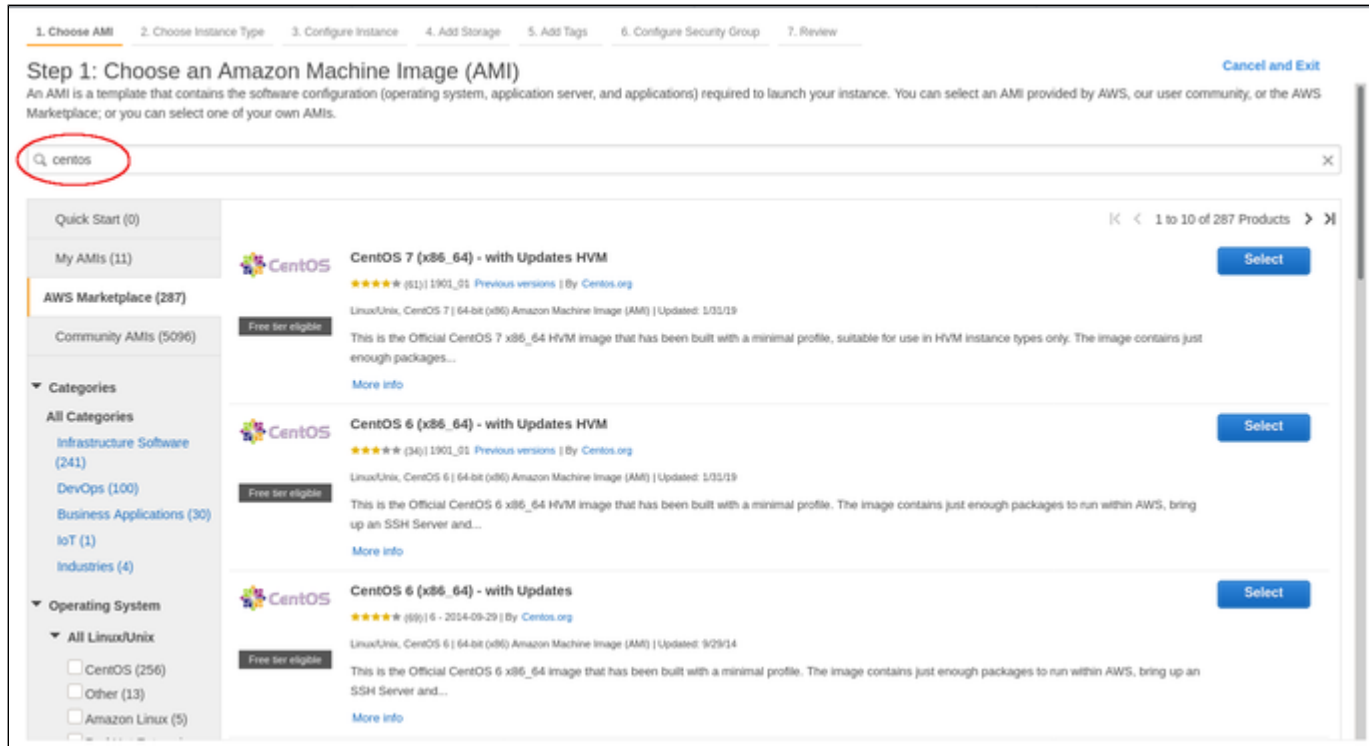 1. Choose AMI 2. Choose Instance Type 3. Configure Instance 4. Add Storage 5. Add Tags 6. Configure Security Group 7. Review
Step 1: Choose an Amazon Machine Image (AMI)
Cancel and Exit
An AMI is a template that contains the software configuration (operating system, application server, and applications) required to launch your instance. You can select an AMI provided by AWS, our user community, or the AWS
Marketplace; or you can select one of your own AMIs.
centos
Quick Start (0)
My AMIs (11)
AWS Marketplace (287)
Community AMIs (5096)
Categories
All Categories
Infrastructure Software
(241)
DevOps (100)
Business Applications (30)
IoT (1)
Industries (4)
Operating System
All Linux/Unix
CentOS (256)
Other (13)
Amazon Linux (5)
1 to 10 of 287 Products
CentOS
Free tier eligible
CentOS 7 (x86_64) - with Updates HVM
(61) | 1901_01 Previous versions | By Centos.org
Linux/Unix, CentOS 7 | 64-bit (x86) Amazon Machine Image (AMI) | Updated: 1/31/19
This is the Official CentOS 7 x86_64 HVM image that has been built with a minimal profile, suitable for use in HVM instance types only. The image contains just
enough packages...
More info
Select
CentOS
Free tier eligible
CentOS 6 (x86_64) - with Updates HVM
(34) | 1901_01 Previous versions | By Centos.org
Linux/Unix, CentOS 6 | 64-bit (x86) Amazon Machine Image (AMI) | Updated: 1/31/19
This is the Official CentOS 6 x86_64 HVM image that has been built with a minimal profile. The image contains just enough packages to run within AWS, bring
up an SSH Server and...
More info
Select
CentOS
Free tier eligible
CentOS 6 (x86_64) - with Updates
(69) | 6 - 2014-09-29 | By Centos.org
Linux/Unix, CentOS 6 | 64-bit (x86) Amazon Machine Image (AMI) | Updated: 9/29/14
This is the Official CentOS 6 x86_64 image that has been built with a minimal profile. The image contains just enough packages to run within AWS, bring up an
SSH Server and...
More info
Select